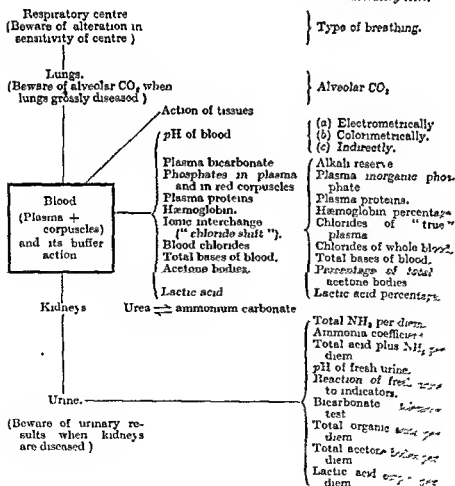 Respiratory centre
(Beware of alteration in
sensitivity of centre)
Type of breathing.
Lungs.
(Beware of alveolar CO₂ when
lungs grossly diseased)
Alveolar CO₂
Action of tissues
pH of blood
(a) Electrometrically
(b) Colorimetrically.
(c) Indirectly.
Plasma bicarbonate
Alkali reserve
Phosphates in plasma
and in red corpuscles
Plasma inorganic phos-
phate
Plasma proteins
Plasma proteins.
Hæmoglobin.
Hæmoglobin percentage
Ionic interchange
("chloride shift").
Chlorides of "true"
plasma
Blood chlorides
Chlorides of whole blood
Total bases of blood.
Total bases of blood.
Acetone bodies.
Percentage of total
acetone bodies
Lactic acid
Lactic acid percentage
Blood
(Plasma +
corpuscles)
and its buffer
action
Kidneys
Urea ⇌ ammonium carbonate
Urine.
(Beware of urinary re-
sults when kidneys
are diseased)
Total NH₃ per diem
Ammonia coefficient
Total acid plus NH₃ per
diem
pH of fresh urine.
Reaction of fresh
to indicators.
Bicarbonate
test
Total organic
diem
Total acetone
diem
Lactic acid
diem